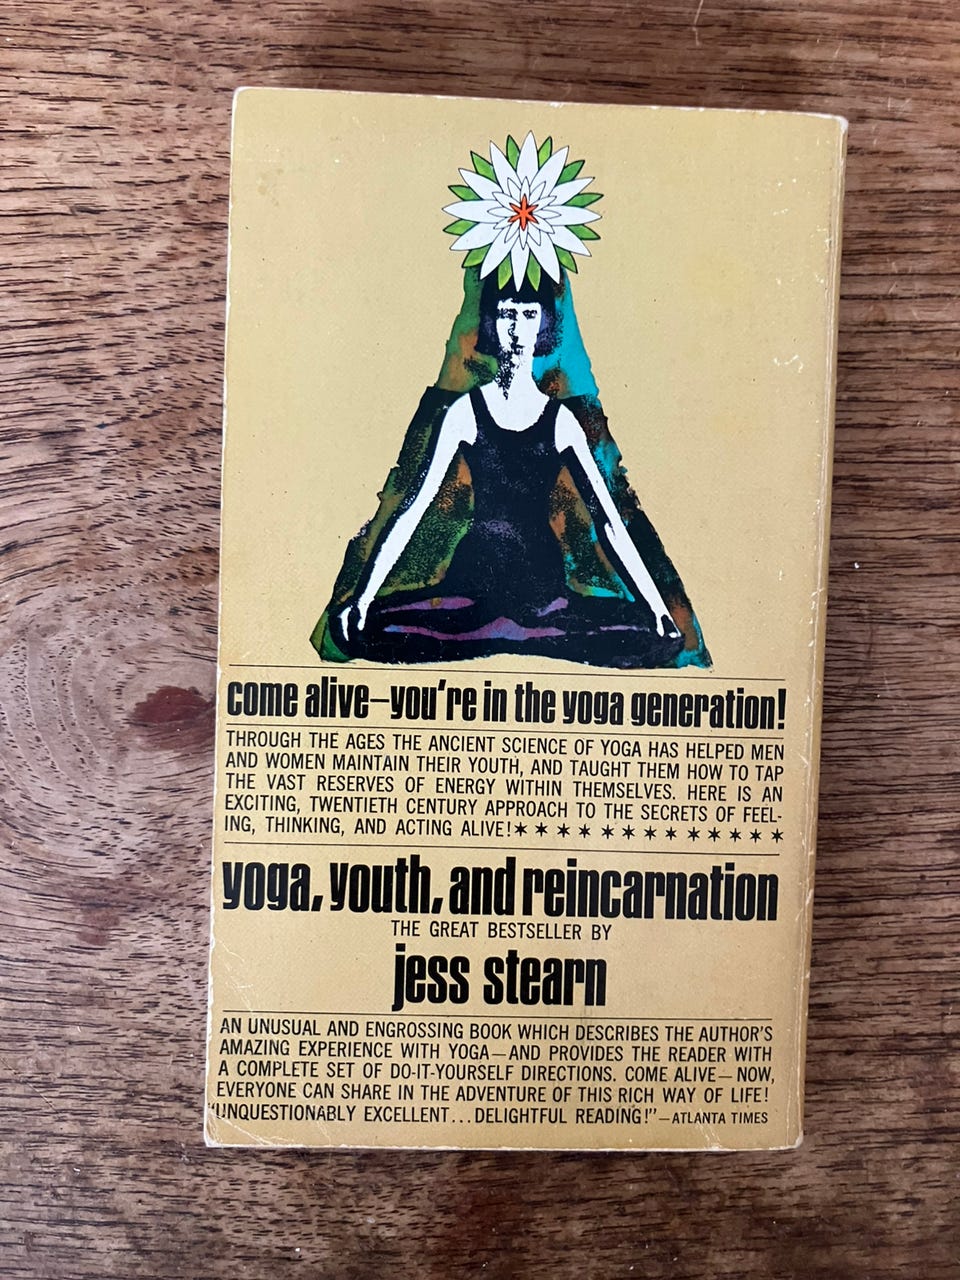 come alive—you're in the yoga generation!
THROUGH THE AGES THE ANCIENT SCIENCE OF YOGA HAS HELPED MEN
AND WOMEN MAINTAIN THEIR YOUTH, AND TAUGHT THEM HOW TO TAP
THE VAST RESERVES OF ENERGY WITHIN THEMSELVES. HERE IS AN
EXCITING, TWENTIETH CENTURY APPROACH TO THE SECRETS OF FEEL-
ING, THINKING, AND ACTING ALIVE!✶✶✶✶✶✶✶✶✶✶✶✶✶
yoga, youth, and reincarnation
THE GREAT BESTSELLER BY
jess stearn
AN UNUSUAL AND ENGROSSING BOOK WHICH DESCRIBES THE AUTHOR'S
AMAZING EXPERIENCE WITH YOGA—AND PROVIDES THE READER WITH
A COMPLETE SET OF DO-IT-YOURSELF DIRECTIONS. COME ALIVE—NOW,
EVERYONE CAN SHARE IN THE ADVENTURE OF THIS RICH WAY OF LIFE!
"UNQUESTIONABLY EXCELLENT...DELIGHTFUL READING!"—ATLANTA TIMES